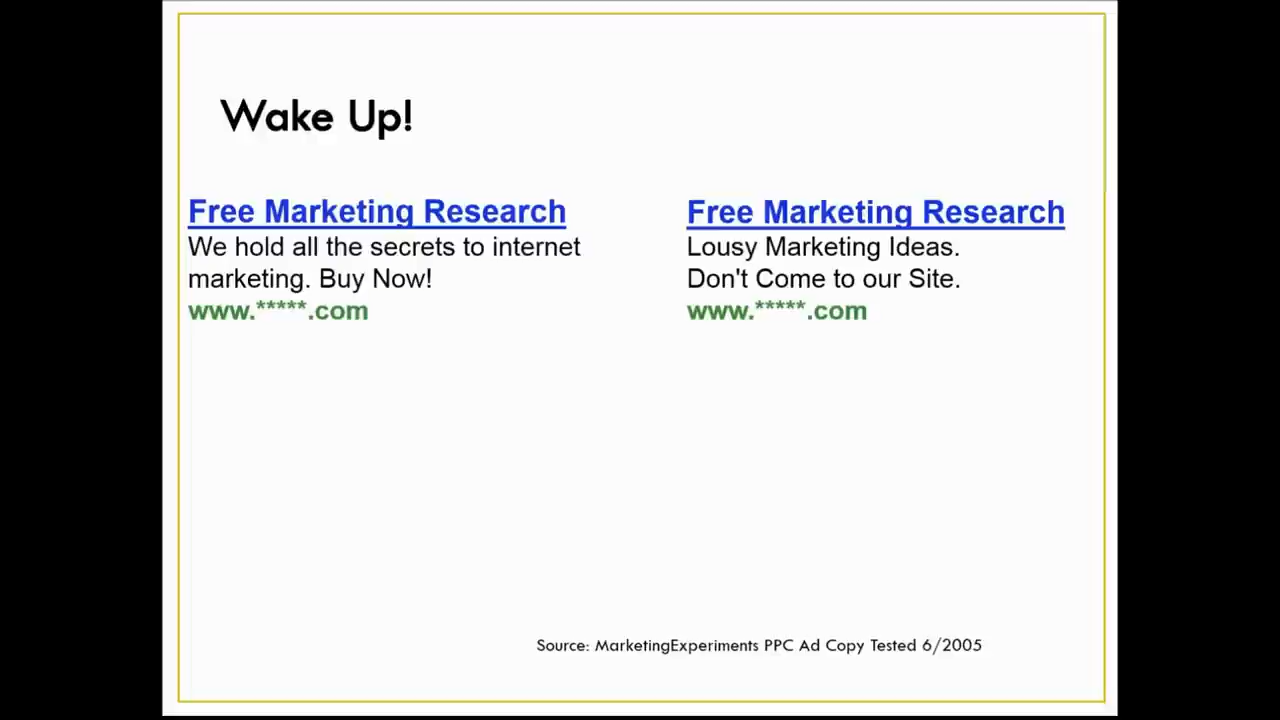 Wake Up!
Free Marketing Research
We hold all the secrets to internet
marketing. Buy Now!
www.*****.com
Free Marketing Research
Lousy Marketing Ideas.
Don't Come to our Site.
www.*****.com
Source: MarketingExperiments PPC Ad Copy Tested 6/2005